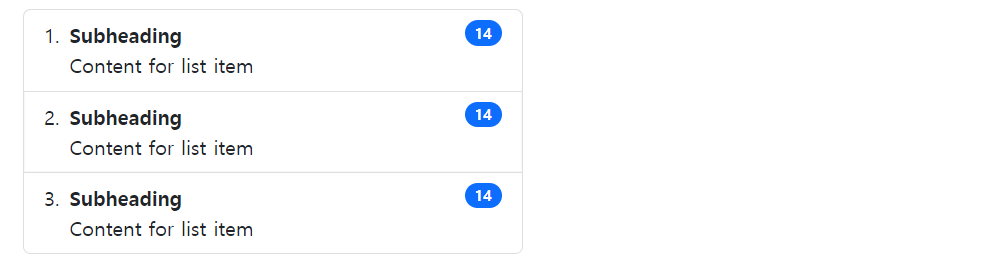 1. Subheading 14
Content for list item
2. Subheading 14
Content for list item
3. Subheading 14
Content for list item